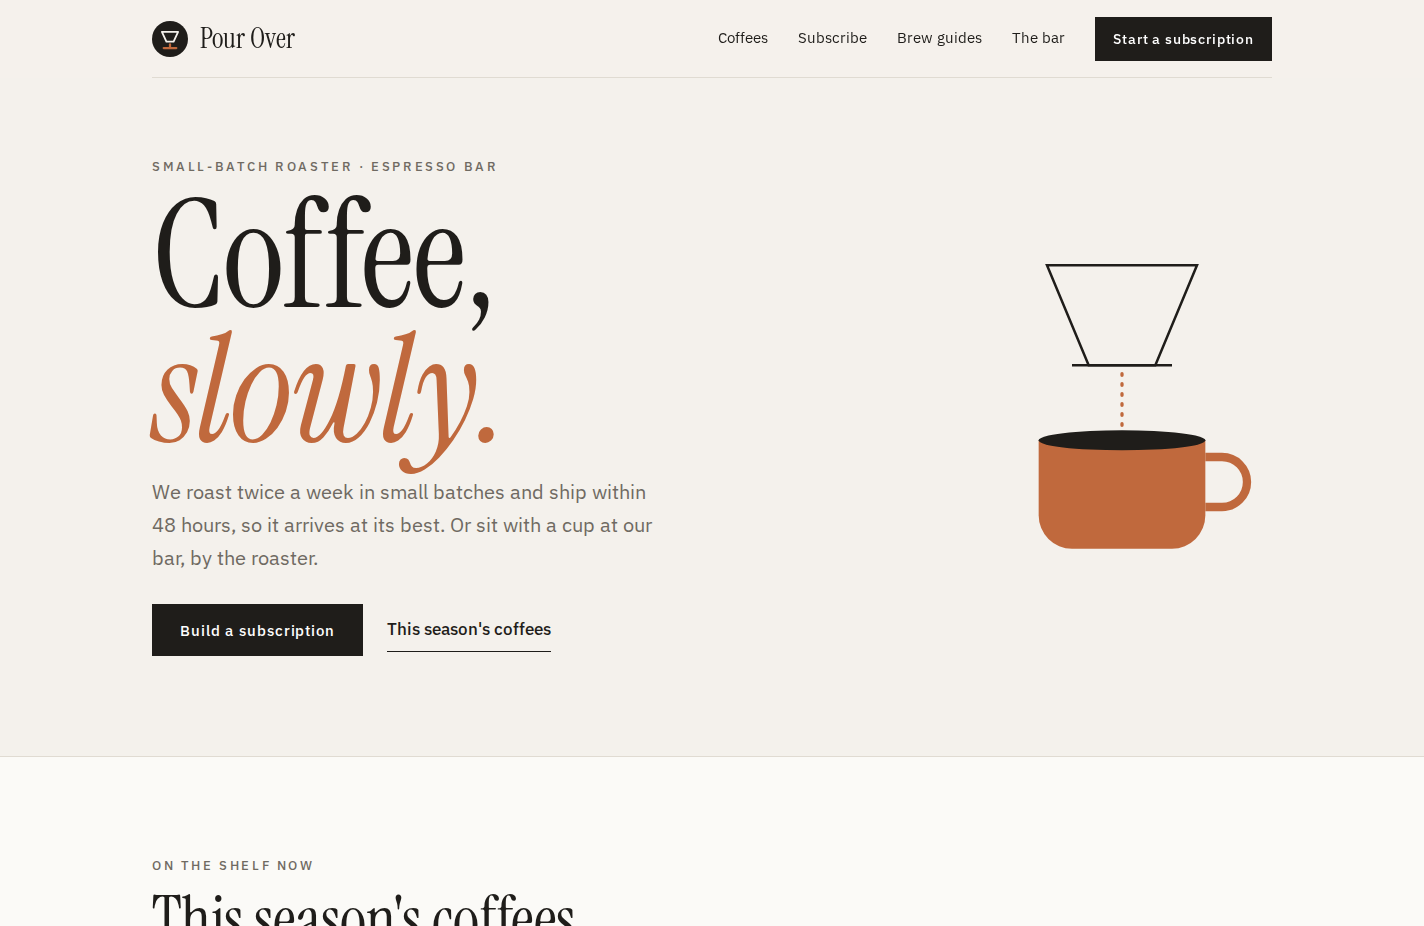 Pour Over
Coffees
Subscribe
Brew guides
The bar
Start a subscription
SMALL-BATCH ROASTER · ESPRESSO BAR
Coffee,
slowly.
We roast twice a week in small batches and ship within
48 hours, so it arrives at its best. Or sit with a cup at our
bar, by the roaster.
Build a subscription
This season's coffees
ON THE SHELF NOW
This season's coffees